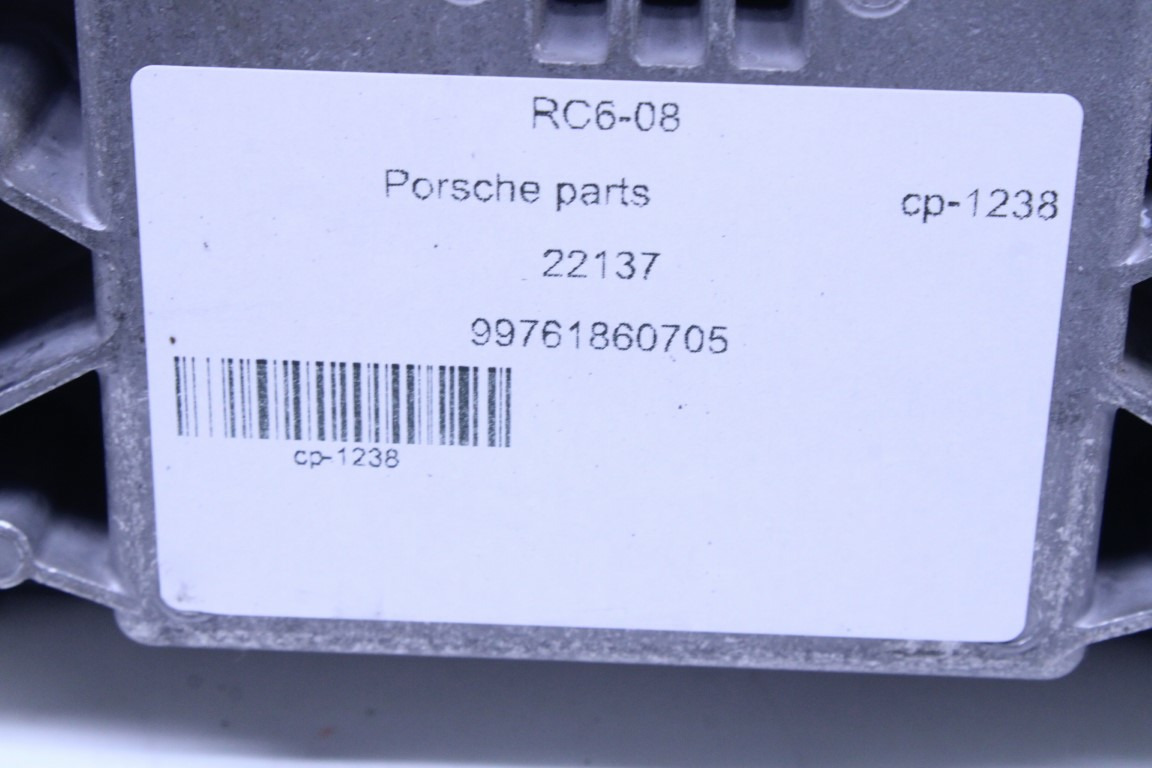 RC6-08
Porsche parts
cp-1238
22137
99761860705
cp-1238